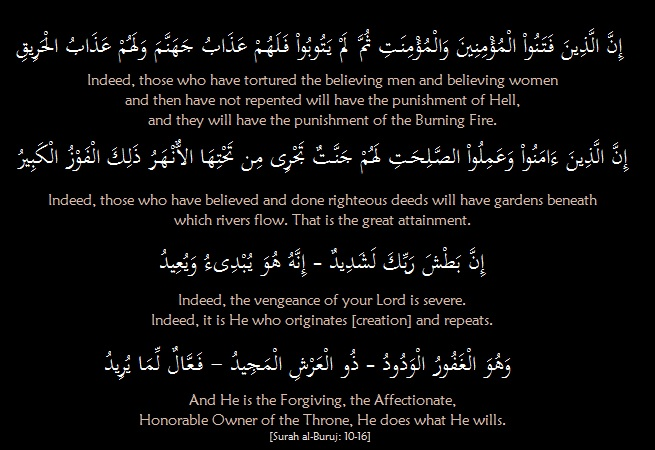 إِنَّ الَّذِينَ فَتَنُواْ الْمُؤْمِنِينَ وَالْمُؤْمِنَـتِ ثُمَّ لَمْ يَتُوبُواْ فَلَهُمْ عَذَابُ جَهَنَّمَ وَلَهُمْ عَذَابُ الْحَرِيقِ
Indeed, those who have tortured the believing men and believing women
and then have not repented will have the punishment of Hell,
and they will have the punishment of the Burning Fire.
إِنَّ الَّذِينَ ءَامَنُواْ وَعَمِلُواْ الصَّـلِحَـتِ لَهُمْ جَنَّـتٌ تَجْرِى مِن تَحْتِهَا الأٌّنْهَـرُ ذَلِكَ الْفَوْزُ الْكَبِيرُ
Indeed, those who have believed and done righteous deeds will have gardens beneath
which rivers flow. That is the great attainment.
إِنَّ بَطْشَ رَبِّكَ لَشَدِيدٌ - إِنَّهُ هُوَ يُبْدِىءُ وَيُعِيدُ
Indeed, the vengeance of your Lord is severe.
Indeed, it is He who originates [creation] and repeats.
وَهُوَ الْغَفُورُ الْوَدُودُ - ذُو الْعَرْشِ الْمَجِيدُ – فَعَّالٌ لِّمَا يُرِيدُ
And He is the Forgiving, the Affectionate,
Honorable Owner of the Throne, He does what He wills.
[Surah al-Buruj: 10-16]